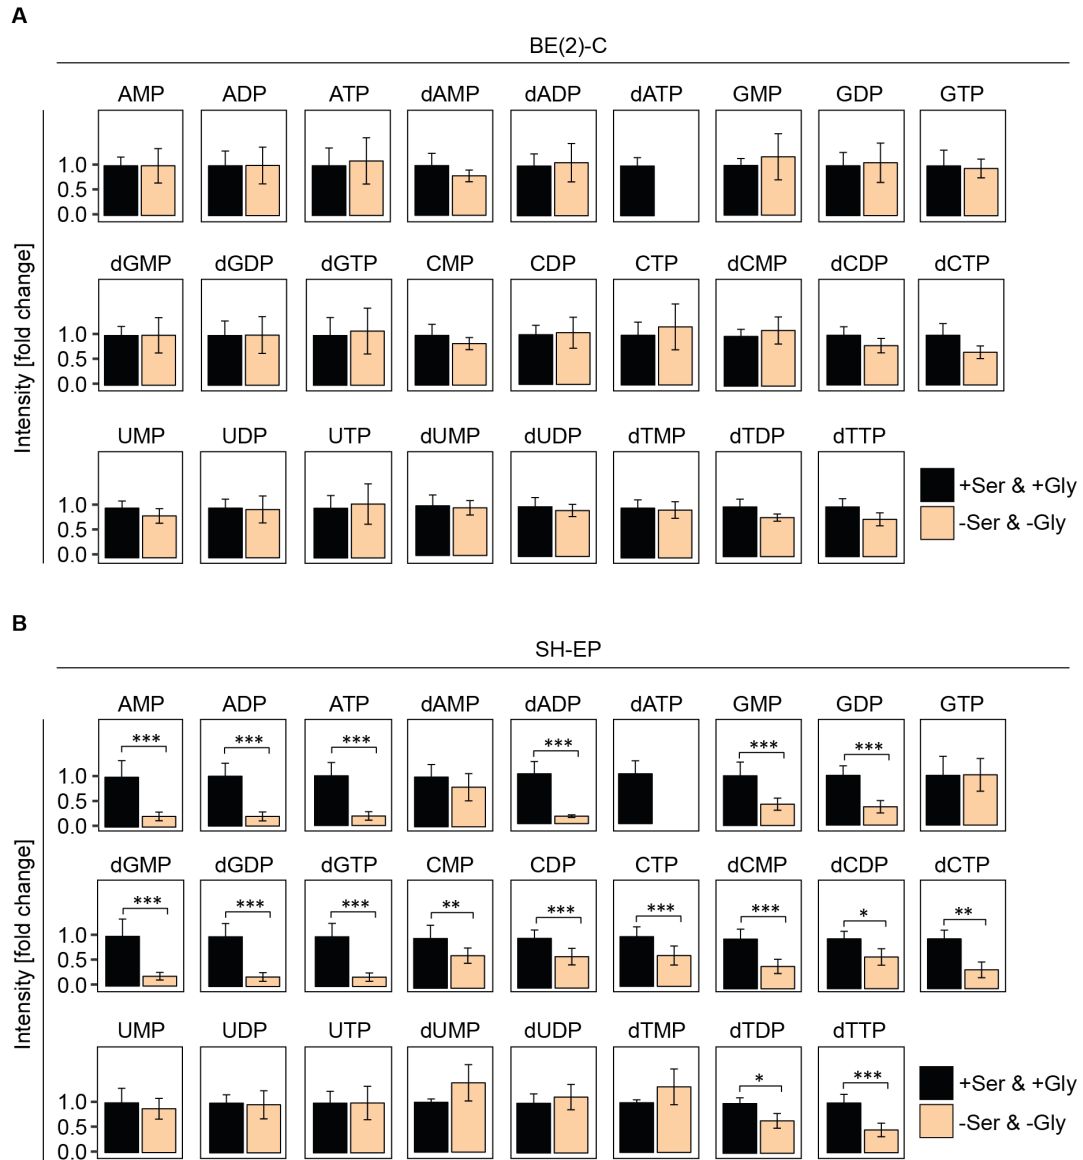 A
BE(2)-C
AMP ADP ATP dAMP dADP dATP GMP GDP GTP
1.0
0.5
0.0
dGMP dGDP dGTP CMP CDP CTP dCMP dCDP dCTP
1.0
0.5
0.0
Intensity [fold change]
UMP UDP UTP dUMP dUDP dTMP dTDP dTTP
1.0
0.5
0.0
+Ser & +Gly
-Ser & -Gly
B
SH-EP
AMP ADP ATP dAMP dADP dATP GMP GDP GTP
*** *** *** *** *** ***
1.0
0.5
0.0
dGMP dGDP dGTP CMP CDP CTP dCMP dCDP dCTP
*** *** *** ** *** *** *** * **
1.0
0.5
0.0
Intensity [fold change]
UMP UDP UTP dUMP dUDP dTMP dTDP dTTP
* ***
1.0
0.5
0.0
+Ser & +Gly
-Ser & -Gly